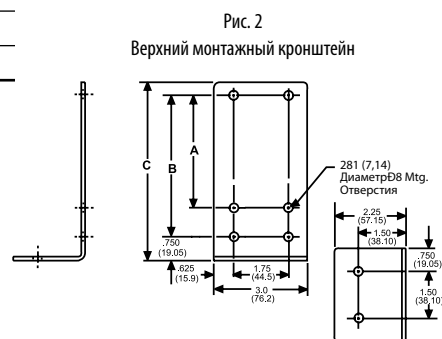 Рис. 2
Верхний монтажный кронштейн
A
B
C
281 (7,14)
ДиаметрÐ8 Mtg.
Отверстия
.750
(19.05)
.625
(15.9)
1.75
(44.5)
3.0
(76.2)
2.25
(57.15)
1.50
(38.10)
.750
(19.05)
1.50
(38,10)